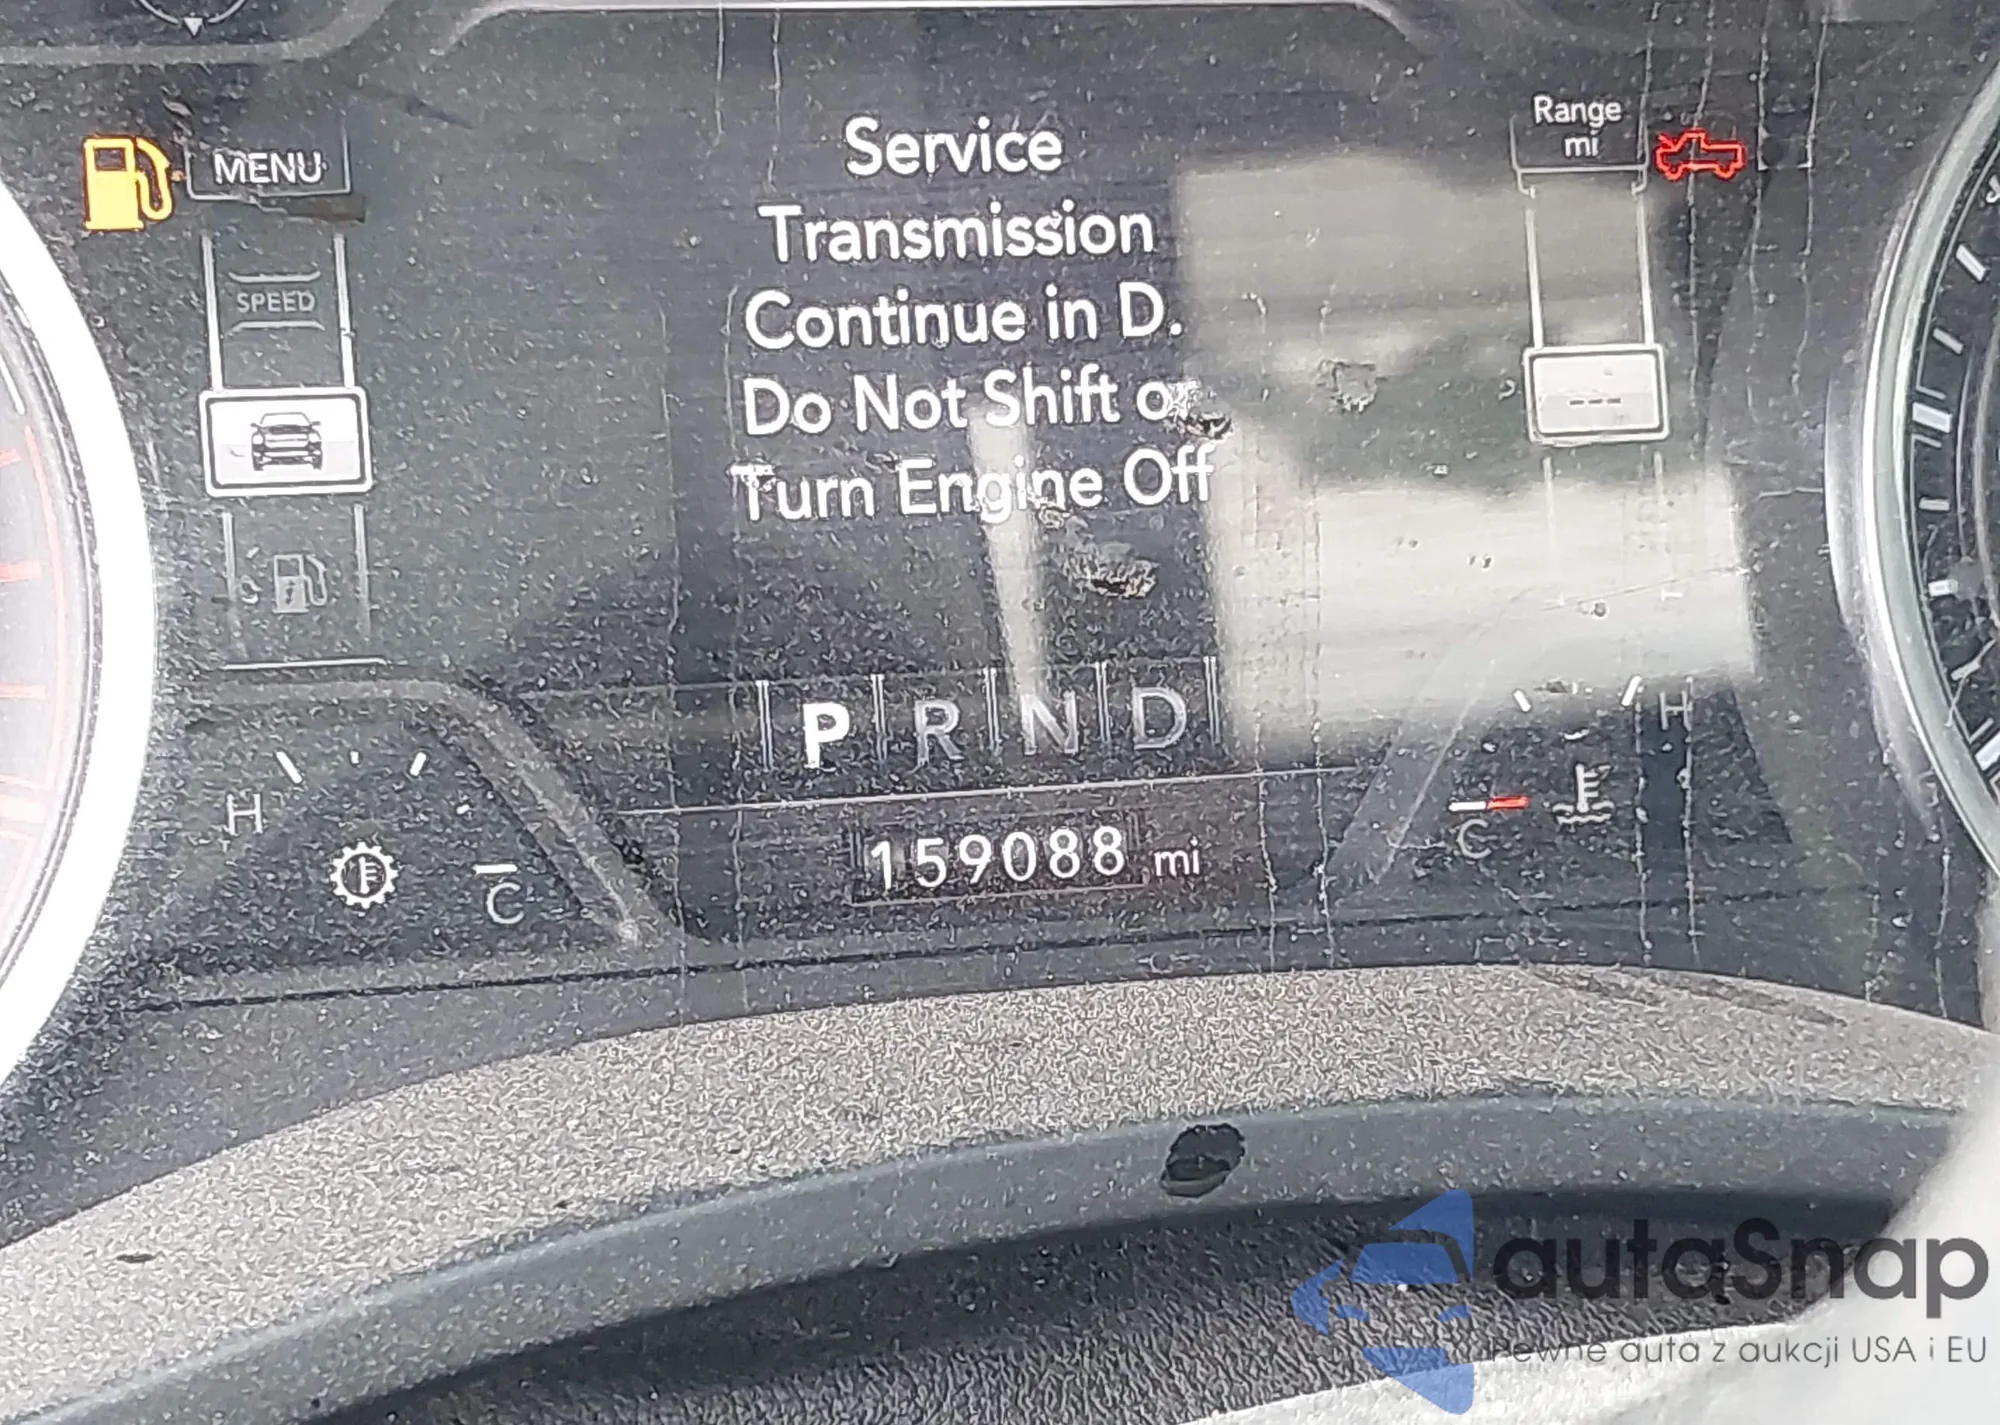 Range
mi
MENU
Service
Transmission
Continue in D.
Do Not Shift or
Turn Engine Off
SPEED
---
P R N D
H
C
159088 mi
C
H
autaSnap
Pewne auta z aukcji USA i EU